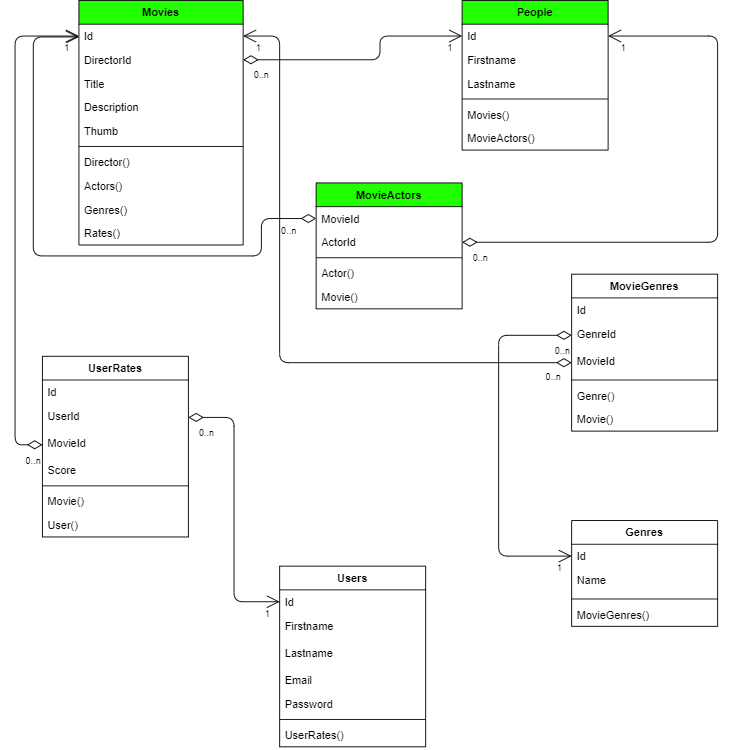 Movies
Id
DirectorId
Title
Description
Thumb
Director()
Actors()
Genres()
Rates()
1
1
0..n
People
Id
Firstname
Lastname
Movies()
MovieActors()
1
1
MovieActors
MovieId
ActorId
Actor()
Movie()
0..n
0..n
MovieGenres
Id
GenreId
MovieId
Genre()
Movie()
0..n
0..n
UserRates
Id
UserId
MovieId
Score
Movie()
User()
0..n
0..n
Genres
Id
Name
MovieGenres()
1
Users
Id
Firstname
Lastname
Email
Password
UserRates()
1